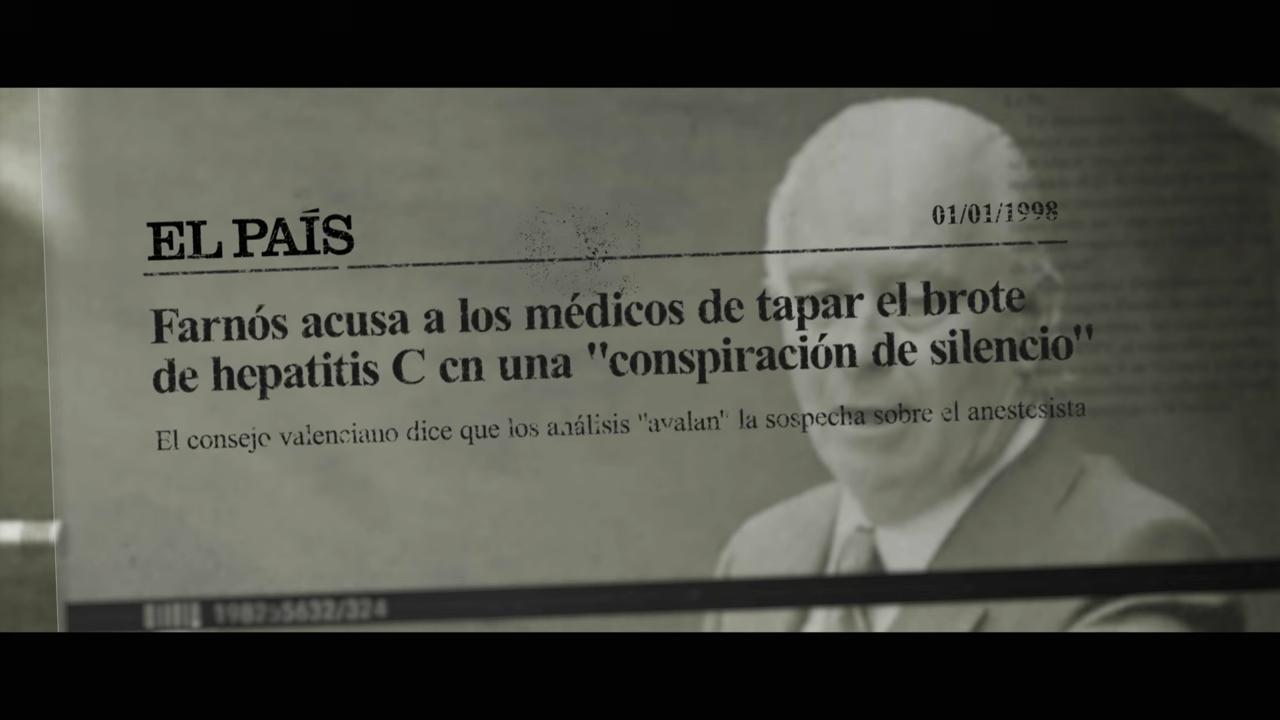 EL PAÍS
01/01/1998
Farnós acusa a los médicos de tapar el brote
de hepatitis C en una "conspiración de silencio"
El consejo valenciano dice que los análisis "avalan" la sospecha sobre el anestesista